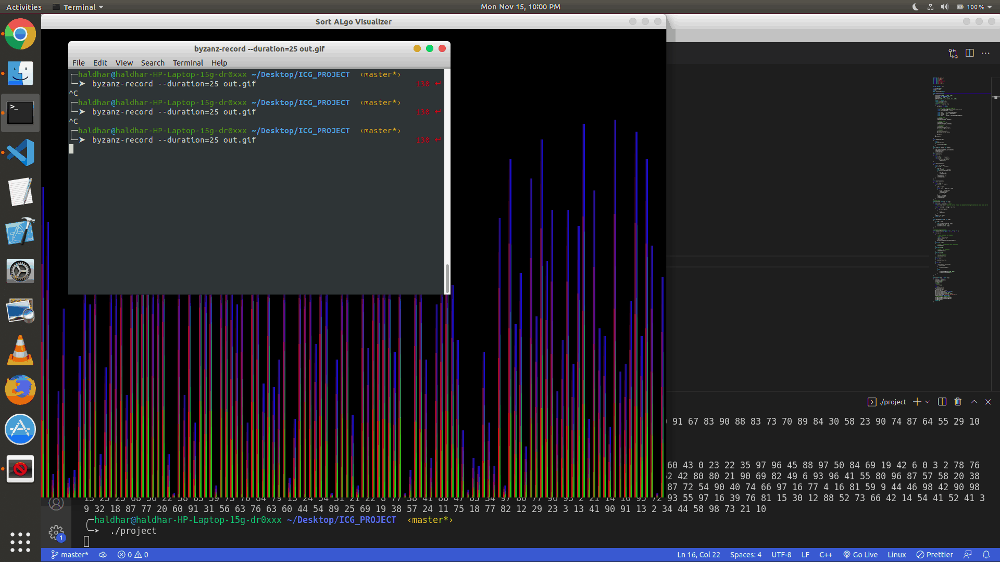 Activities Terminal Mon Nov 15, 10:00 PM 100 %
Sort ALgo Visualizer
byzanz-record --duration=25 out.gif
File Edit View Search Terminal Help
haldhar@haldhar-HP-Laptop-15g-dr0xxx ~/Desktop/ICG_PROJECT ‹master*›
➤ byzanz-record --duration=25 out.gif 130 ↵
^C
haldhar@haldhar-HP-Laptop-15g-dr0xxx ~/Desktop/ICG_PROJECT ‹master*›
➤ byzanz-record --duration=25 out.gif 130 ↵
^C
haldhar@haldhar-HP-Laptop-15g-dr0xxx ~/Desktop/ICG_PROJECT ‹master*›
➤ byzanz-record --duration=25 out.gif 130 ↵
./project
91 67 83 90 88 83 73 70 89 84 30 58 23 90 74 87 64 55 29 10
60 43 0 23 22 35 97 96 45 88 97 50 84 69 19 42 6 0 3 2 78 76
42 80 80 21 90 69 82 49 6 93 96 41 55 80 96 87 57 58 20 38
87 72 54 90 40 74 66 97 16 77 4 16 81 59 9 44 46 98 42 90 98
93 55 97 16 39 76 81 15 30 12 88 52 73 66 42 14 54 41 52 41 3
9 32 18 87 77 20 60 91 31 56 63 76 63 60 44 54 89 25 69 19 38 57 24 11 75 18 77 82 12 29 23 3 13 41 90 91 13 2 34 44 58 98 73 21 10
haldhar@haldhar-HP-Laptop-15g-dr0xxx ~/Desktop/ICG_PROJECT ‹master*›
➤ ./project
1
master* 0 0 Ln 16, Col 22 Spaces: 4 UTF-8 LF C++ Go Live Linux Prettier